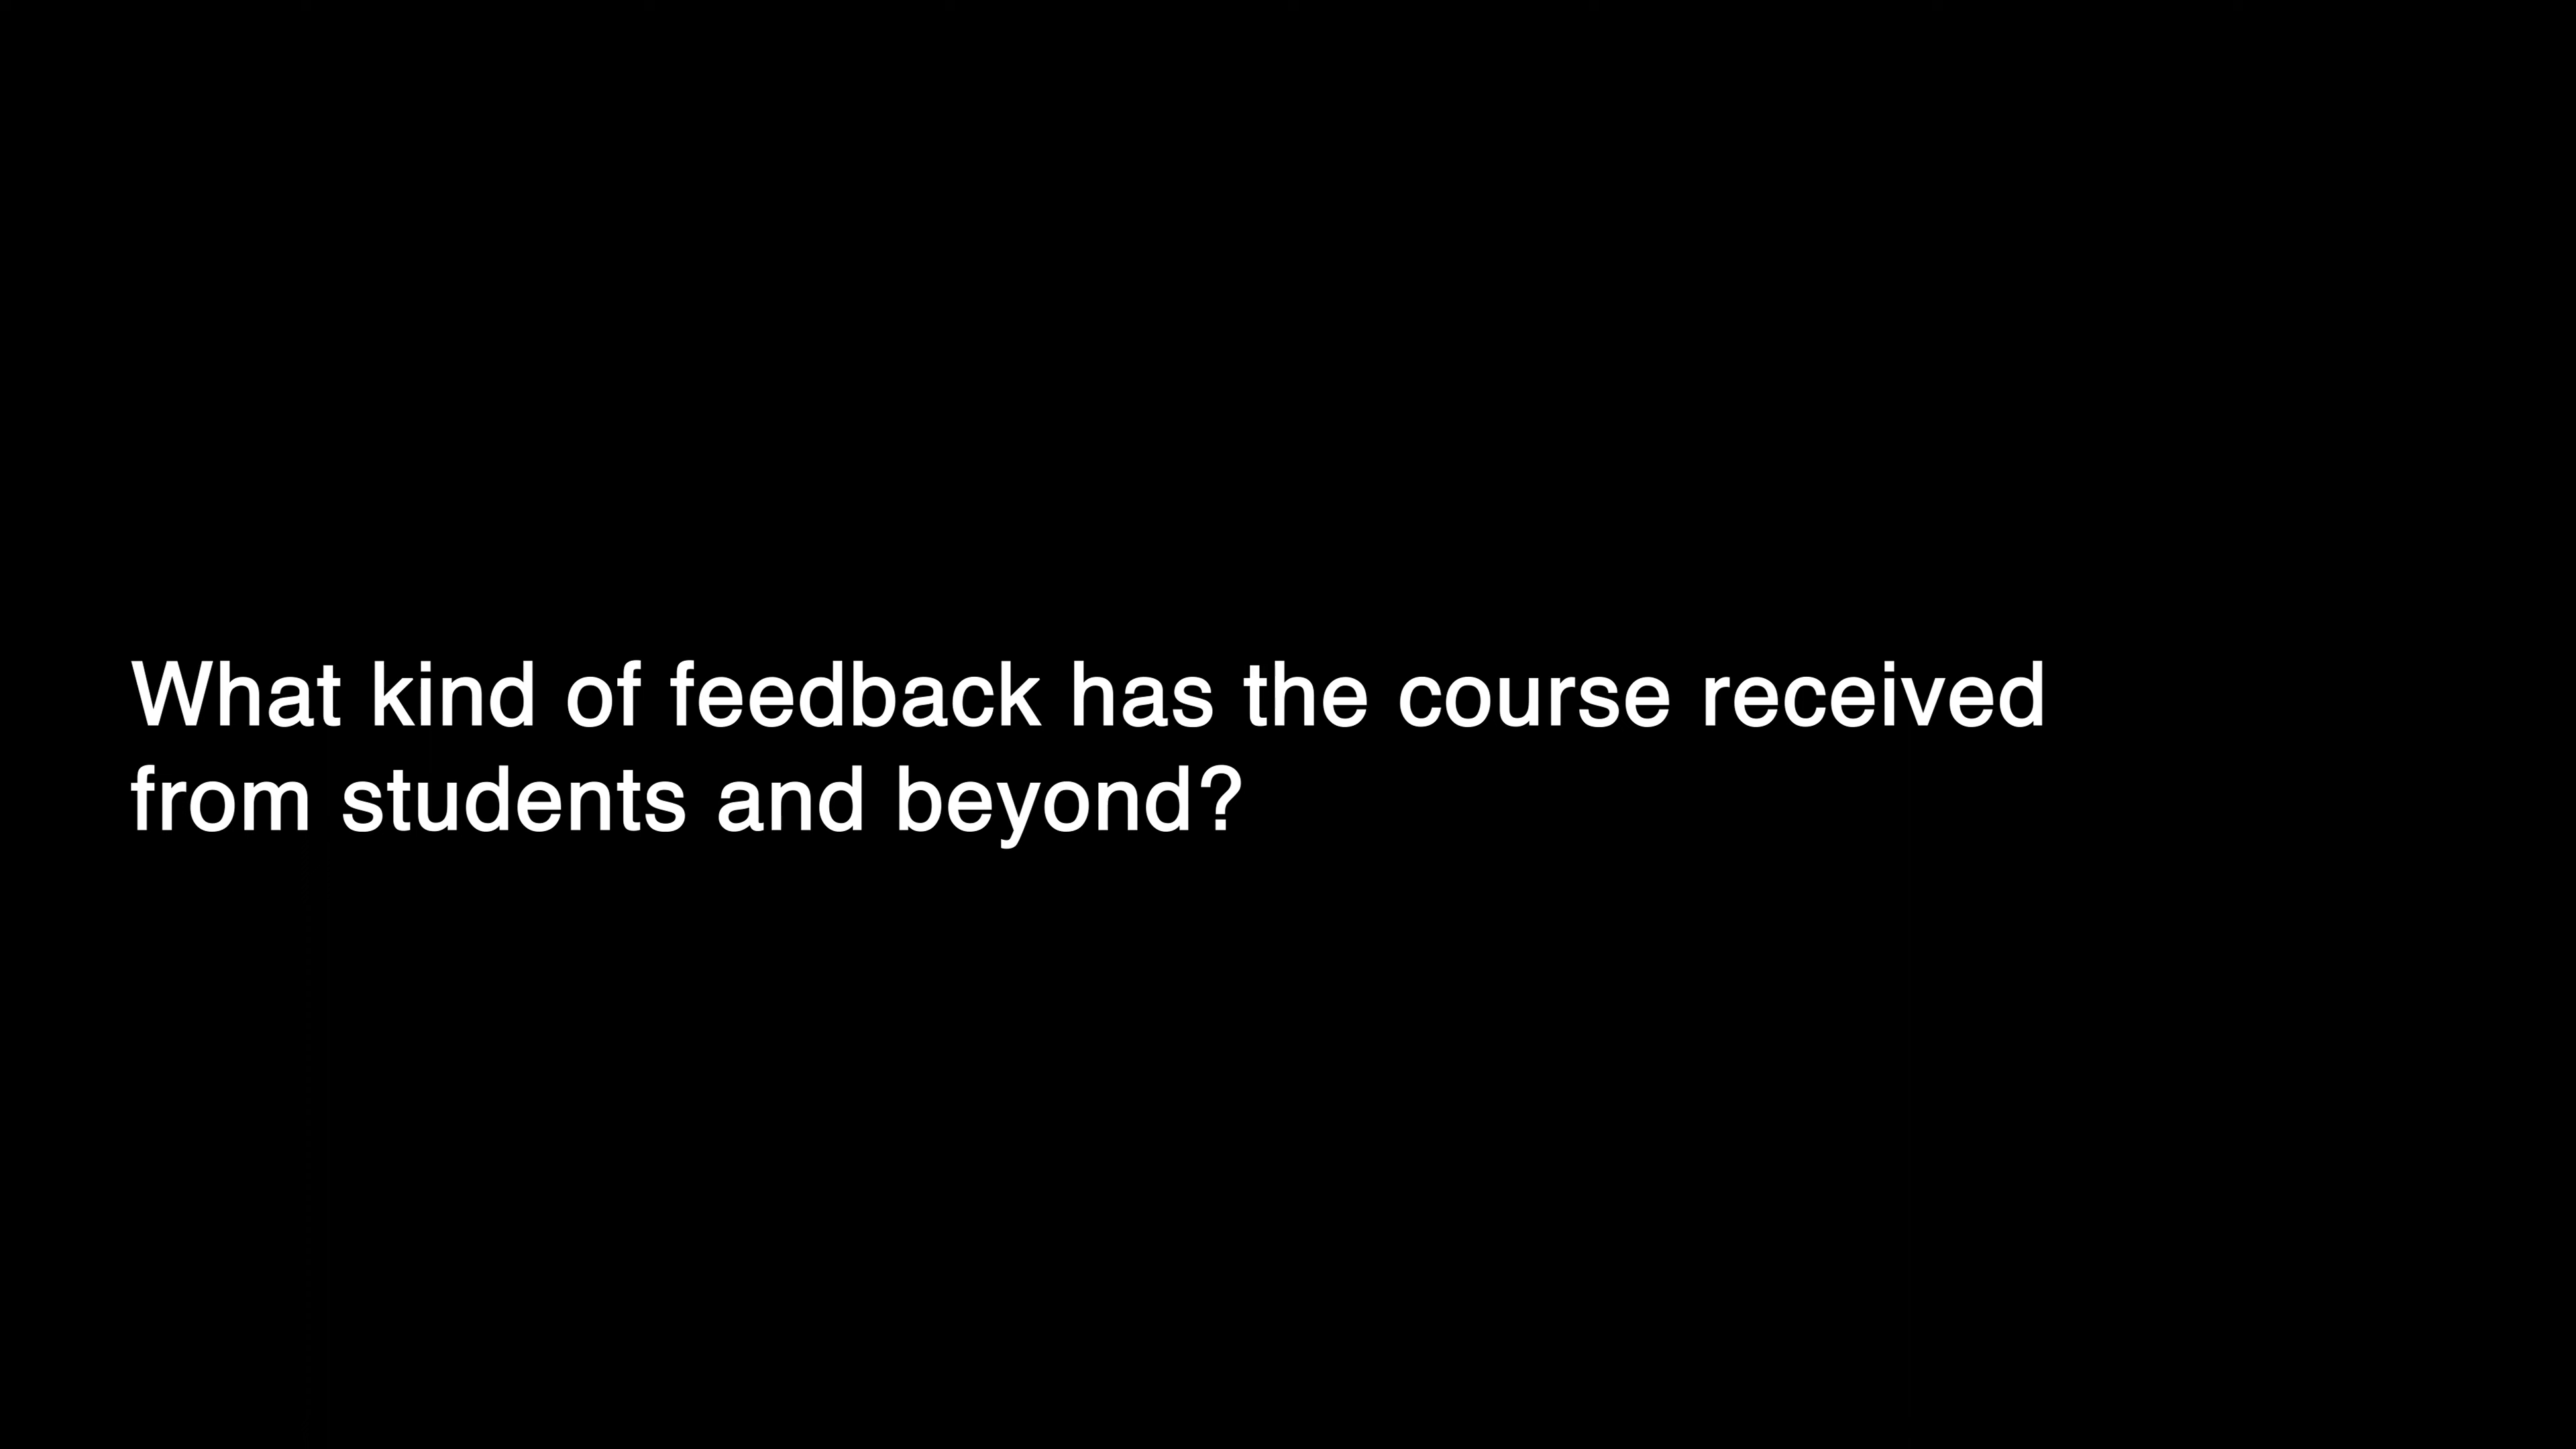 What kind of feedback has the course received
from students and beyond?